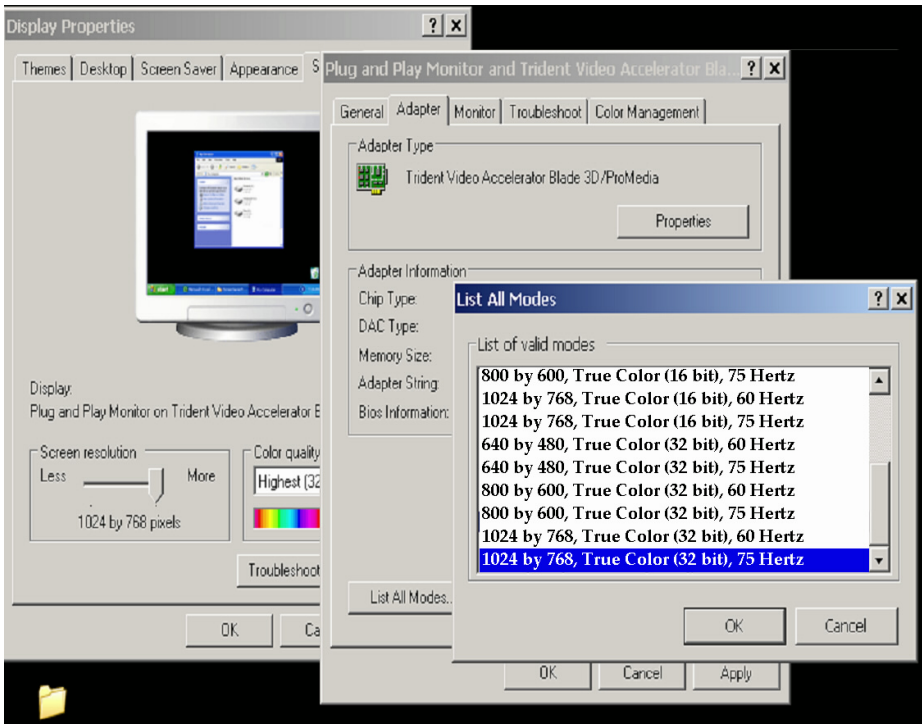 Display Properties
Themes
Desktop
Screen Saver
Appearance
S
Display:
Plug and Play Monitor on Trident Video Accelerator B
Screen resolution
Less
More
1024 by 768 pixels
Color quality
Highest (32
Troubleshoot
OK
Ca
Plug and Play Monitor and Trident Video Accelerator Bla...
General
Adapter
Monitor
Troubleshoot
Color Management
Adapter Type
Trident Video Accelerator Blade 3D/ProMedia
Properties
Adapter Information
Chip Type:
DAC Type:
Memory Size:
Adapter String:
Bios Information:
List All Modes..
OK
Cancel
Apply
List All Modes
List of valid modes
800 by 600, True Color (16 bit), 75 Hertz
1024 by 768, True Color (16 bit), 60 Hertz
1024 by 768, True Color (16 bit), 75 Hertz
640 by 480, True Color (32 bit), 60 Hertz
640 by 480, True Color (32 bit), 75 Hertz
800 by 600, True Color (32 bit), 60 Hertz
800 by 600, True Color (32 bit), 75 Hertz
1024 by 768, True Color (32 bit), 60 Hertz
1024 by 768, True Color (32 bit), 75 Hertz
OK
Cancel